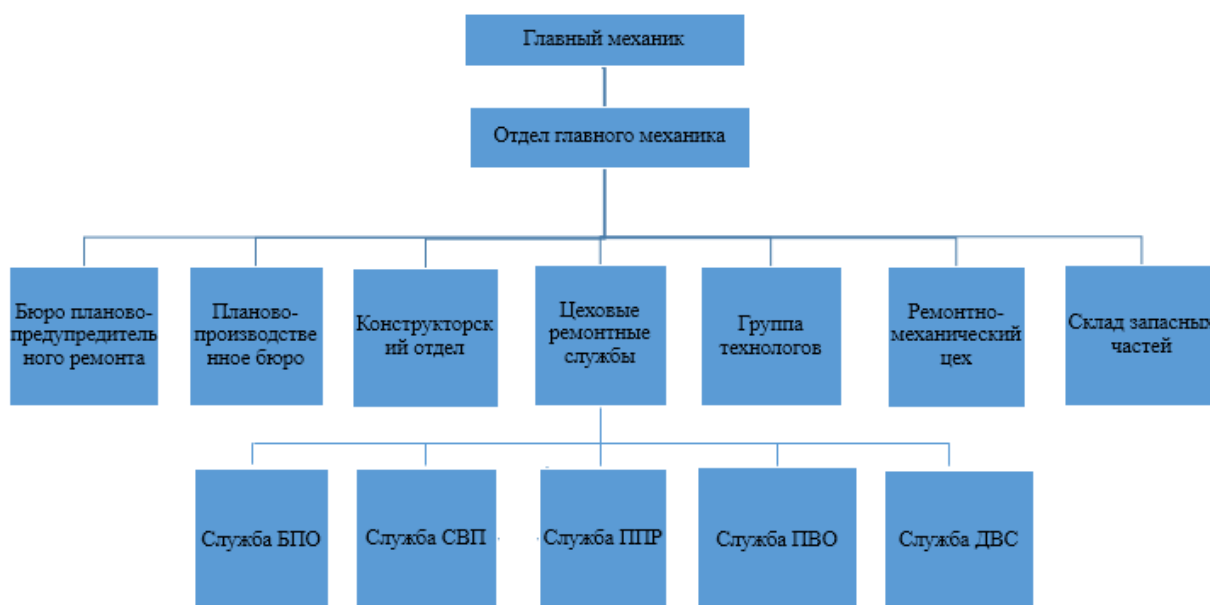 Главный механик
Отдел главного механика
Бюро планово-
предупредитель
ного ремонта
Планово-
производстве
нное бюро
Конструкторск
ий отдел
Цеховые
ремонтные
службы
Группа
технологов
Ремонтно-
механический
цех
Склад запасных
частей
Служба БПО
Служба СВП
Служба ППР
Служба ПВО
Служба ДВС